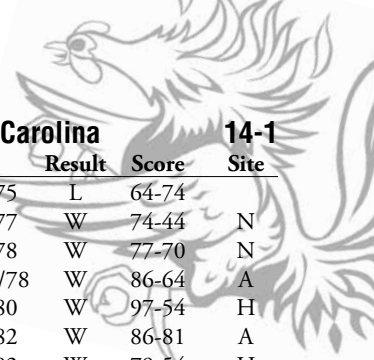 Carolina 14-1
Result Score Site
75 L 64-74
77 W 74-44 N
78 W 77-70 N
/78 W 86-64 A
80 W 97-54 H
82 W 86-81 A